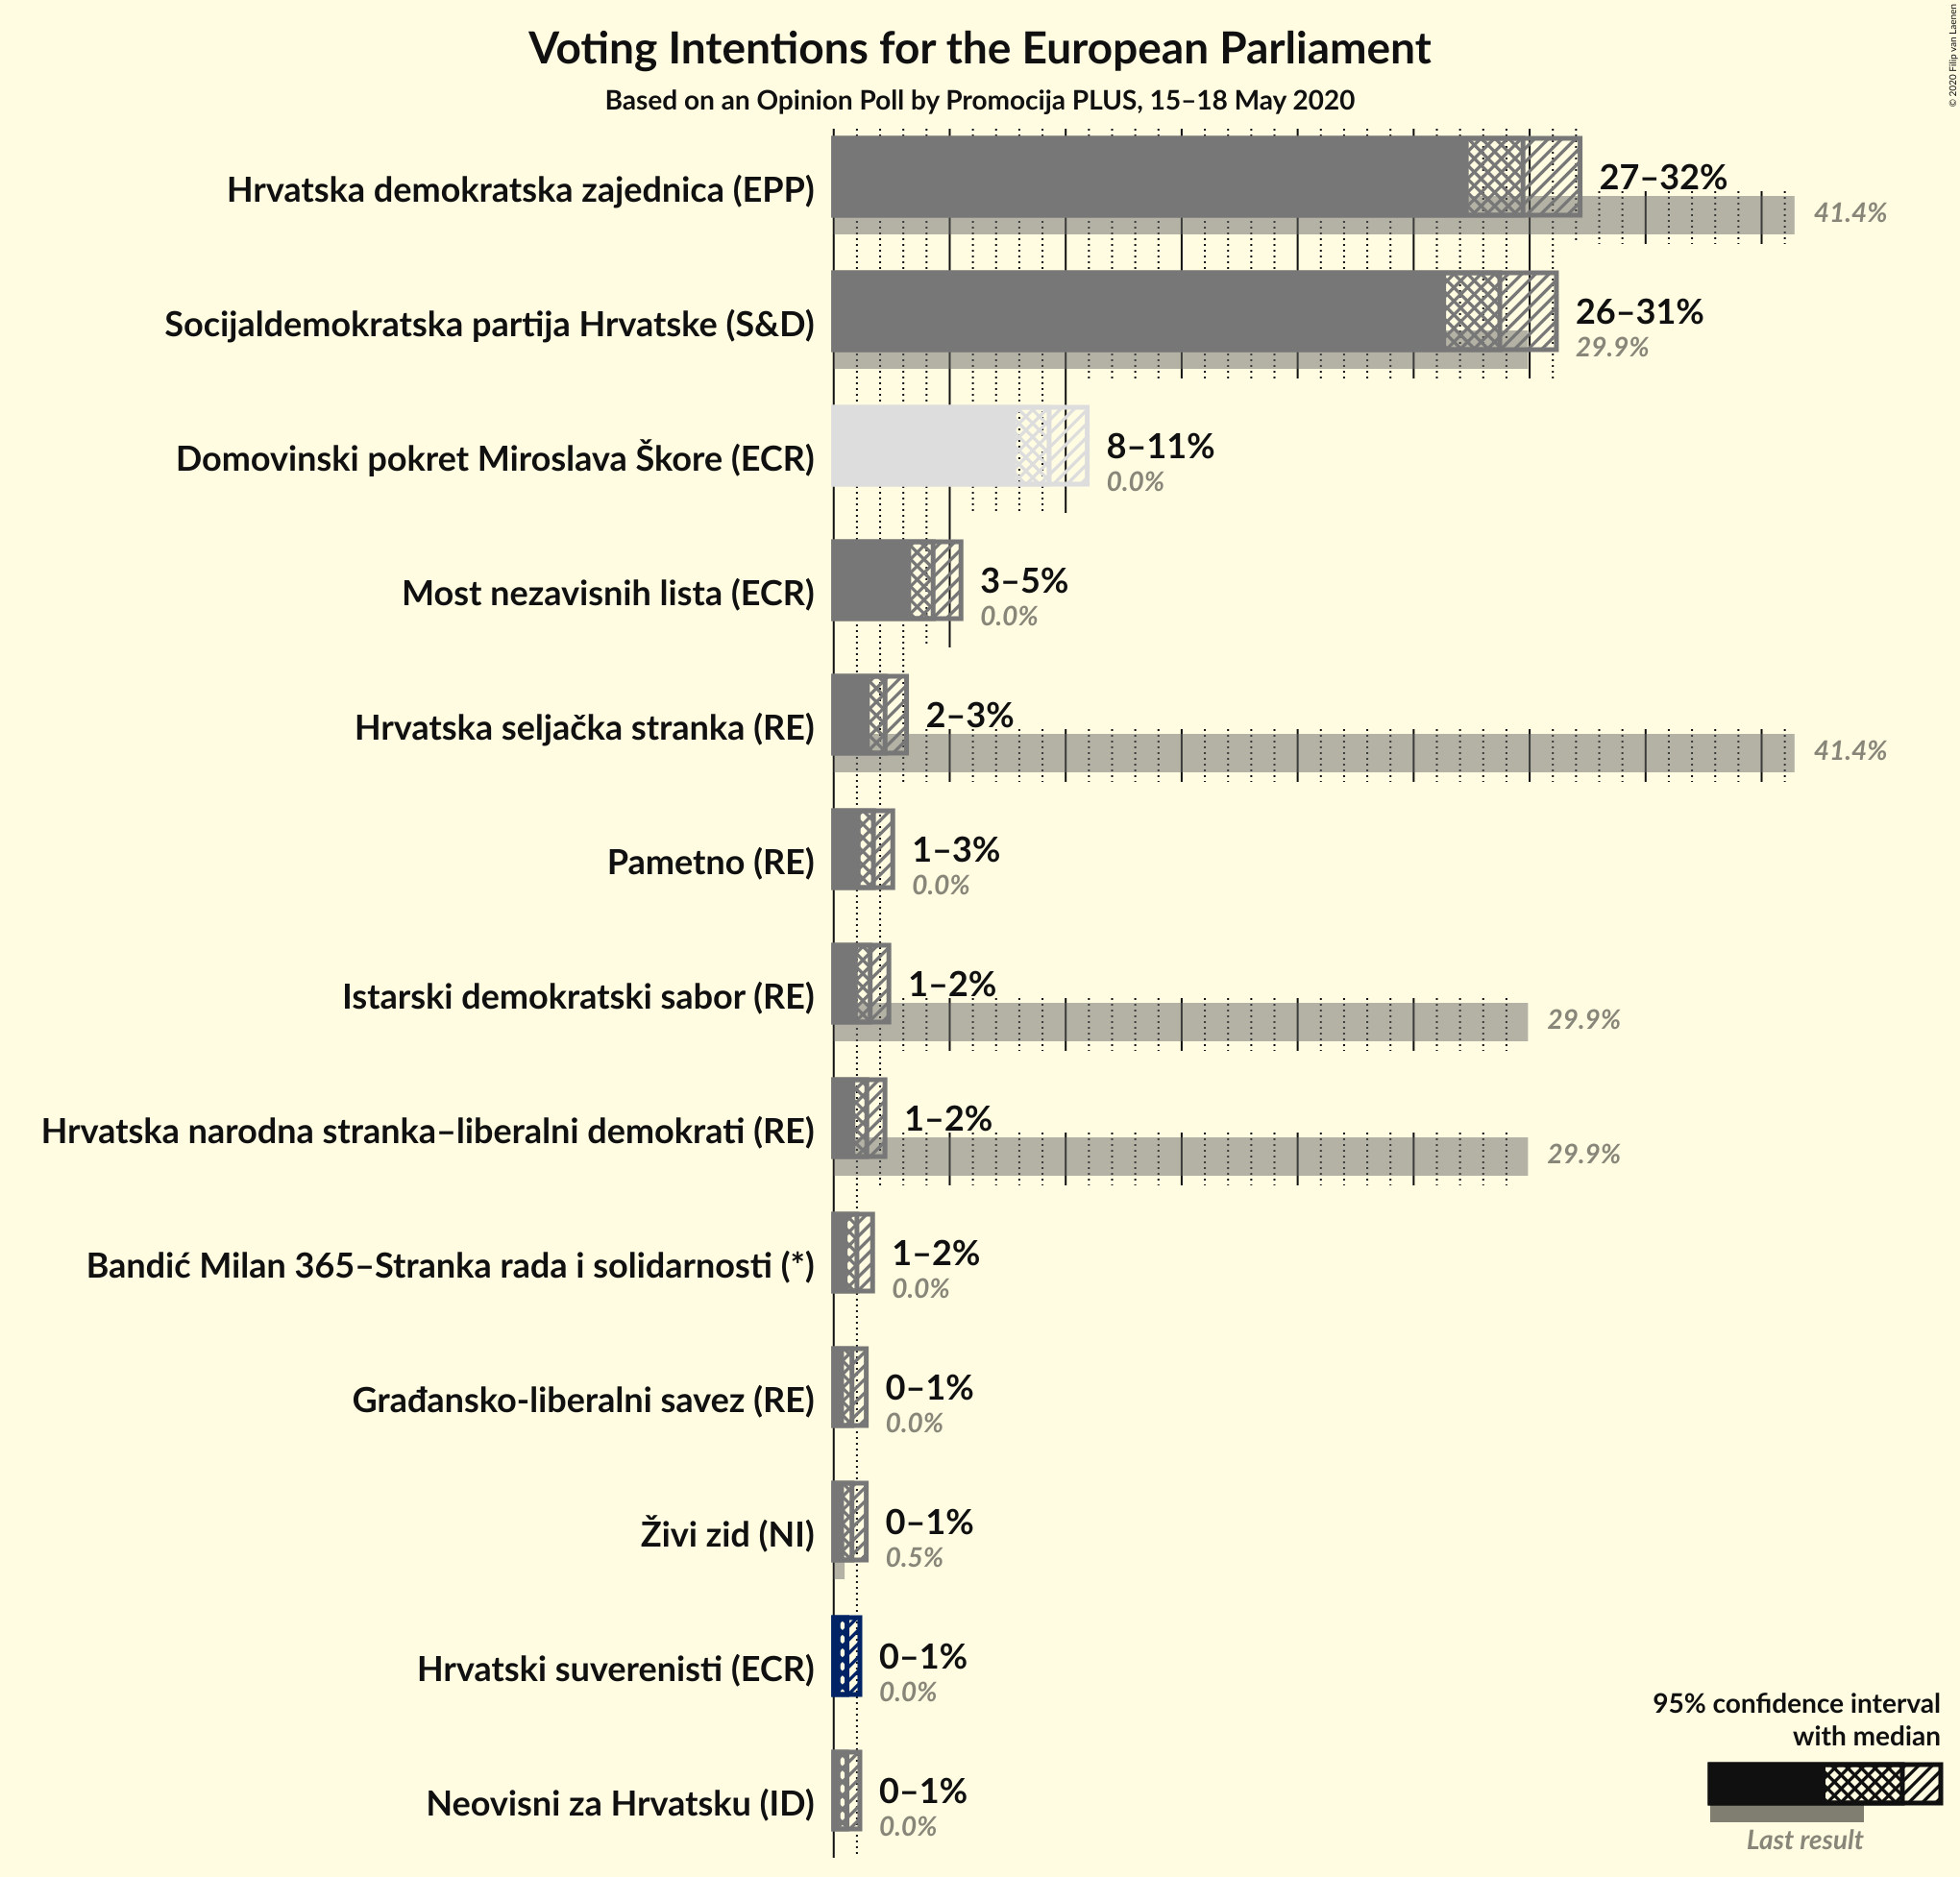 Voting Intentions for the European Parliament
Based on an Opinion Poll by Promocija PLUS, 15–18 May 2020
© 2020 Filip van Laenen
Hrvatska demokratska zajednica (EPP)
27–32%
41.4%
Socijaldemokratska partija Hrvatske (S&D)
26–31%
29.9%
Domovinski pokret Miroslava Škore (ECR)
8–11%
0.0%
Most nezavisnih lista (ECR)
3–5%
0.0%
Hrvatska seljačka stranka (RE)
2–3%
41.4%
Pametno (RE)
1–3%
0.0%
Istarski demokratski sabor (RE)
1–2%
29.9%
Hrvatska narodna stranka–liberalni demokrati (RE)
1–2%
29.9%
Bandić Milan 365–Stranka rada i solidarnosti (*)
1–2%
0.0%
Građansko-liberalni savez (RE)
0–1%
0.0%
Živi zid (NI)
0–1%
0.5%
Hrvatski suverenisti (ECR)
0–1%
0.0%
Neovisni za Hrvatsku (ID)
0–1%
0.0%
95% confidence interval
with median
Last result